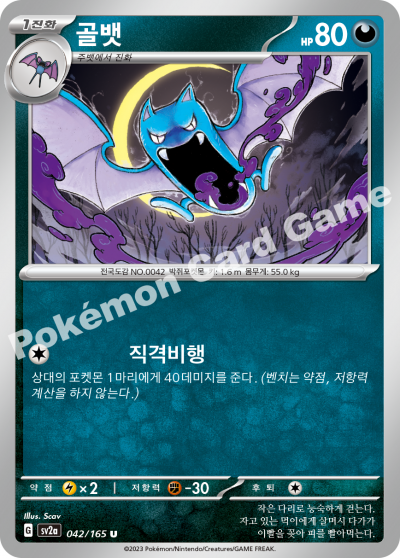 1진화
골뱃
HP 80
주뱃에서 진화
전국도감 NO.0042 박쥐포켓몬 키: 1.6 m 몸무게: 55.0 kg
Pokémon Card Game
직격비행
상대의 포켓몬 1마리에게 40데미지를 준다. (벤치는 약점, 저항력
계산을 하지 않는다.)
약점 ×2 저항력 -30 후퇴
Illus. Scav
G sv2a 042/165 U
작은 다리로 능숙하게 걷는다.
자고 있는 먹이에게 살며시 다가가
이빨을 꽂아 피를 빨아먹는다.
©2023 Pokémon/Nintendo/Creatures/GAME FREAK.